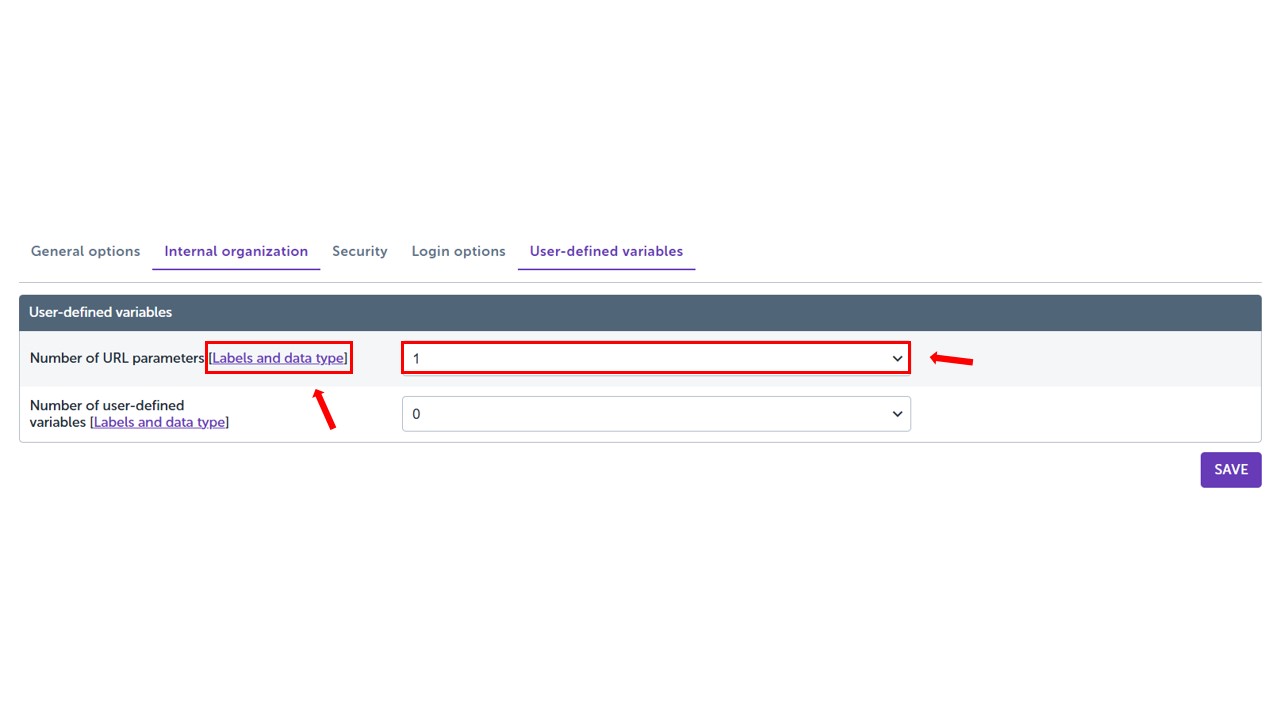 General options Internal organization Security Login options User-defined variables
User-defined variables
Number of URL parameters [Labels and data type] 1
Number of user-defined
variables [Labels and data type] 0
SAVE